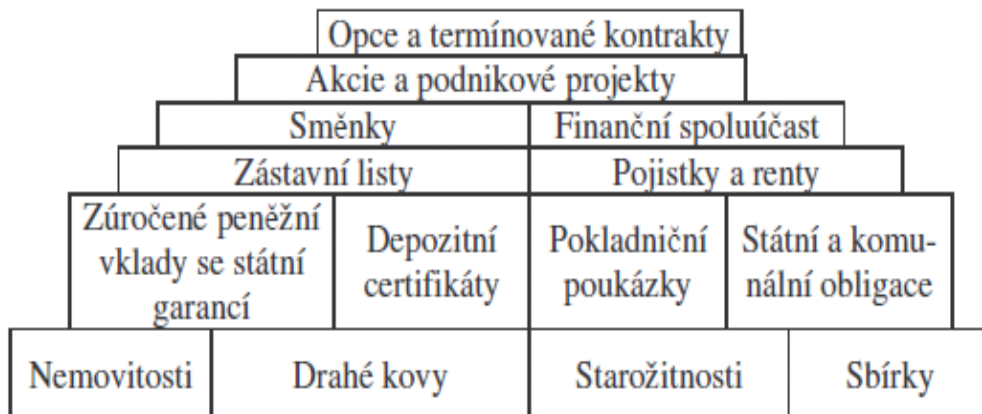 Opce a termínované kontrakty
Akcie a podnikové projekty
Směnky
Finanční spoluúčast
Zástavní listy
Pojistky a renty
Zúročené peněžní
vklady se státní
garancí
Depozitní
certifikáty
Pokladniční
poukázky
Státní a komu-
nální obligace
Nemovitosti
Drahé kovy
Starožitnosti
Sbírky